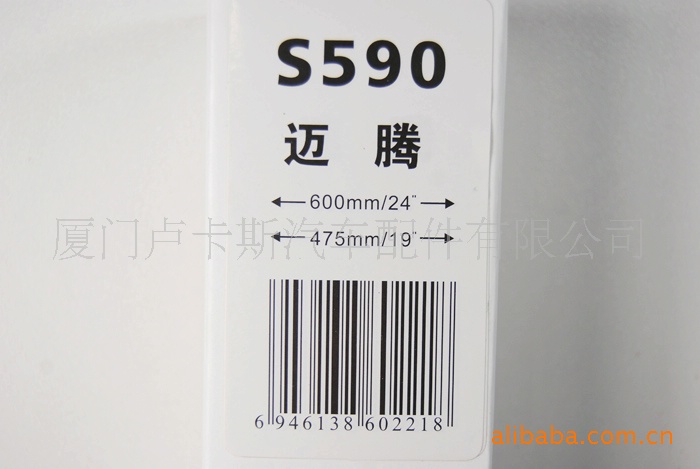 S590
迈 腾
600mm/24"
475mm/19"
厦门卢卡斯汽车配件有限公司
6 946138 602218
alibaba.com.cn